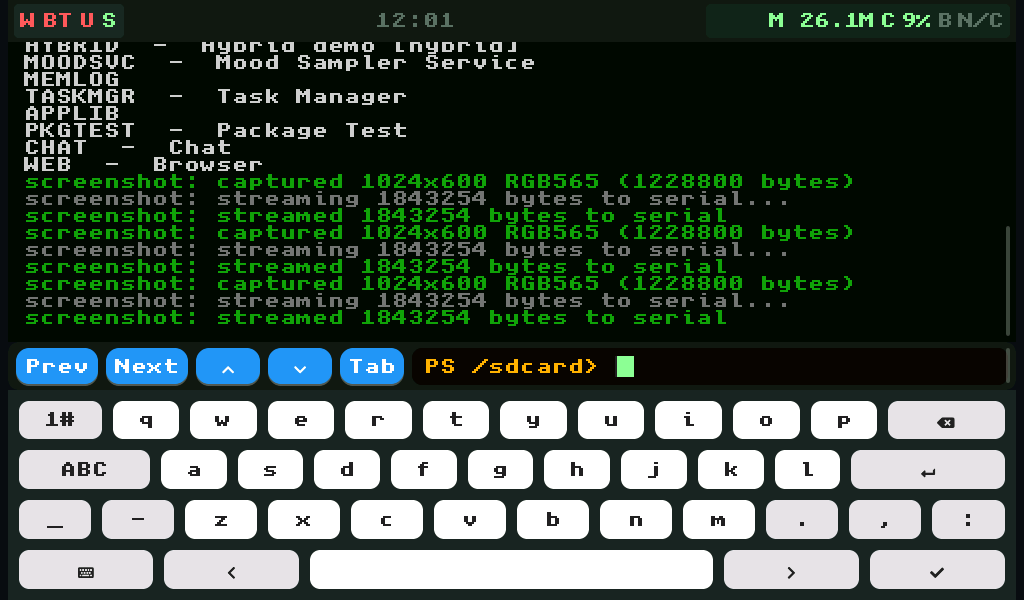 W BT U S 12:01 M 26.1M C 9% B N/C
HYBRID - Hybrid demo [hybrid]
MOODSVC - Mood Sampler Service
MEMLOG
TASKMGR - Task Manager
APPLIB
PKGTEST - Package Test
CHAT - Chat
WEB - Browser
screenshot: captured 1024x600 RGB565 (1228800 bytes)
screenshot: streaming 1843254 bytes to serial...
screenshot: streamed 1843254 bytes to serial
screenshot: captured 1024x600 RGB565 (1228800 bytes)
screenshot: streaming 1843254 bytes to serial...
screenshot: streamed 1843254 bytes to serial
screenshot: captured 1024x600 RGB565 (1228800 bytes)
screenshot: streaming 1843254 bytes to serial...
screenshot: streamed 1843254 bytes to serial
Prev Next Tab PS /sdcard>
1# q w e r t y u i o p
ABC a s d f g h j k l
_ - z x c v b n m . , :